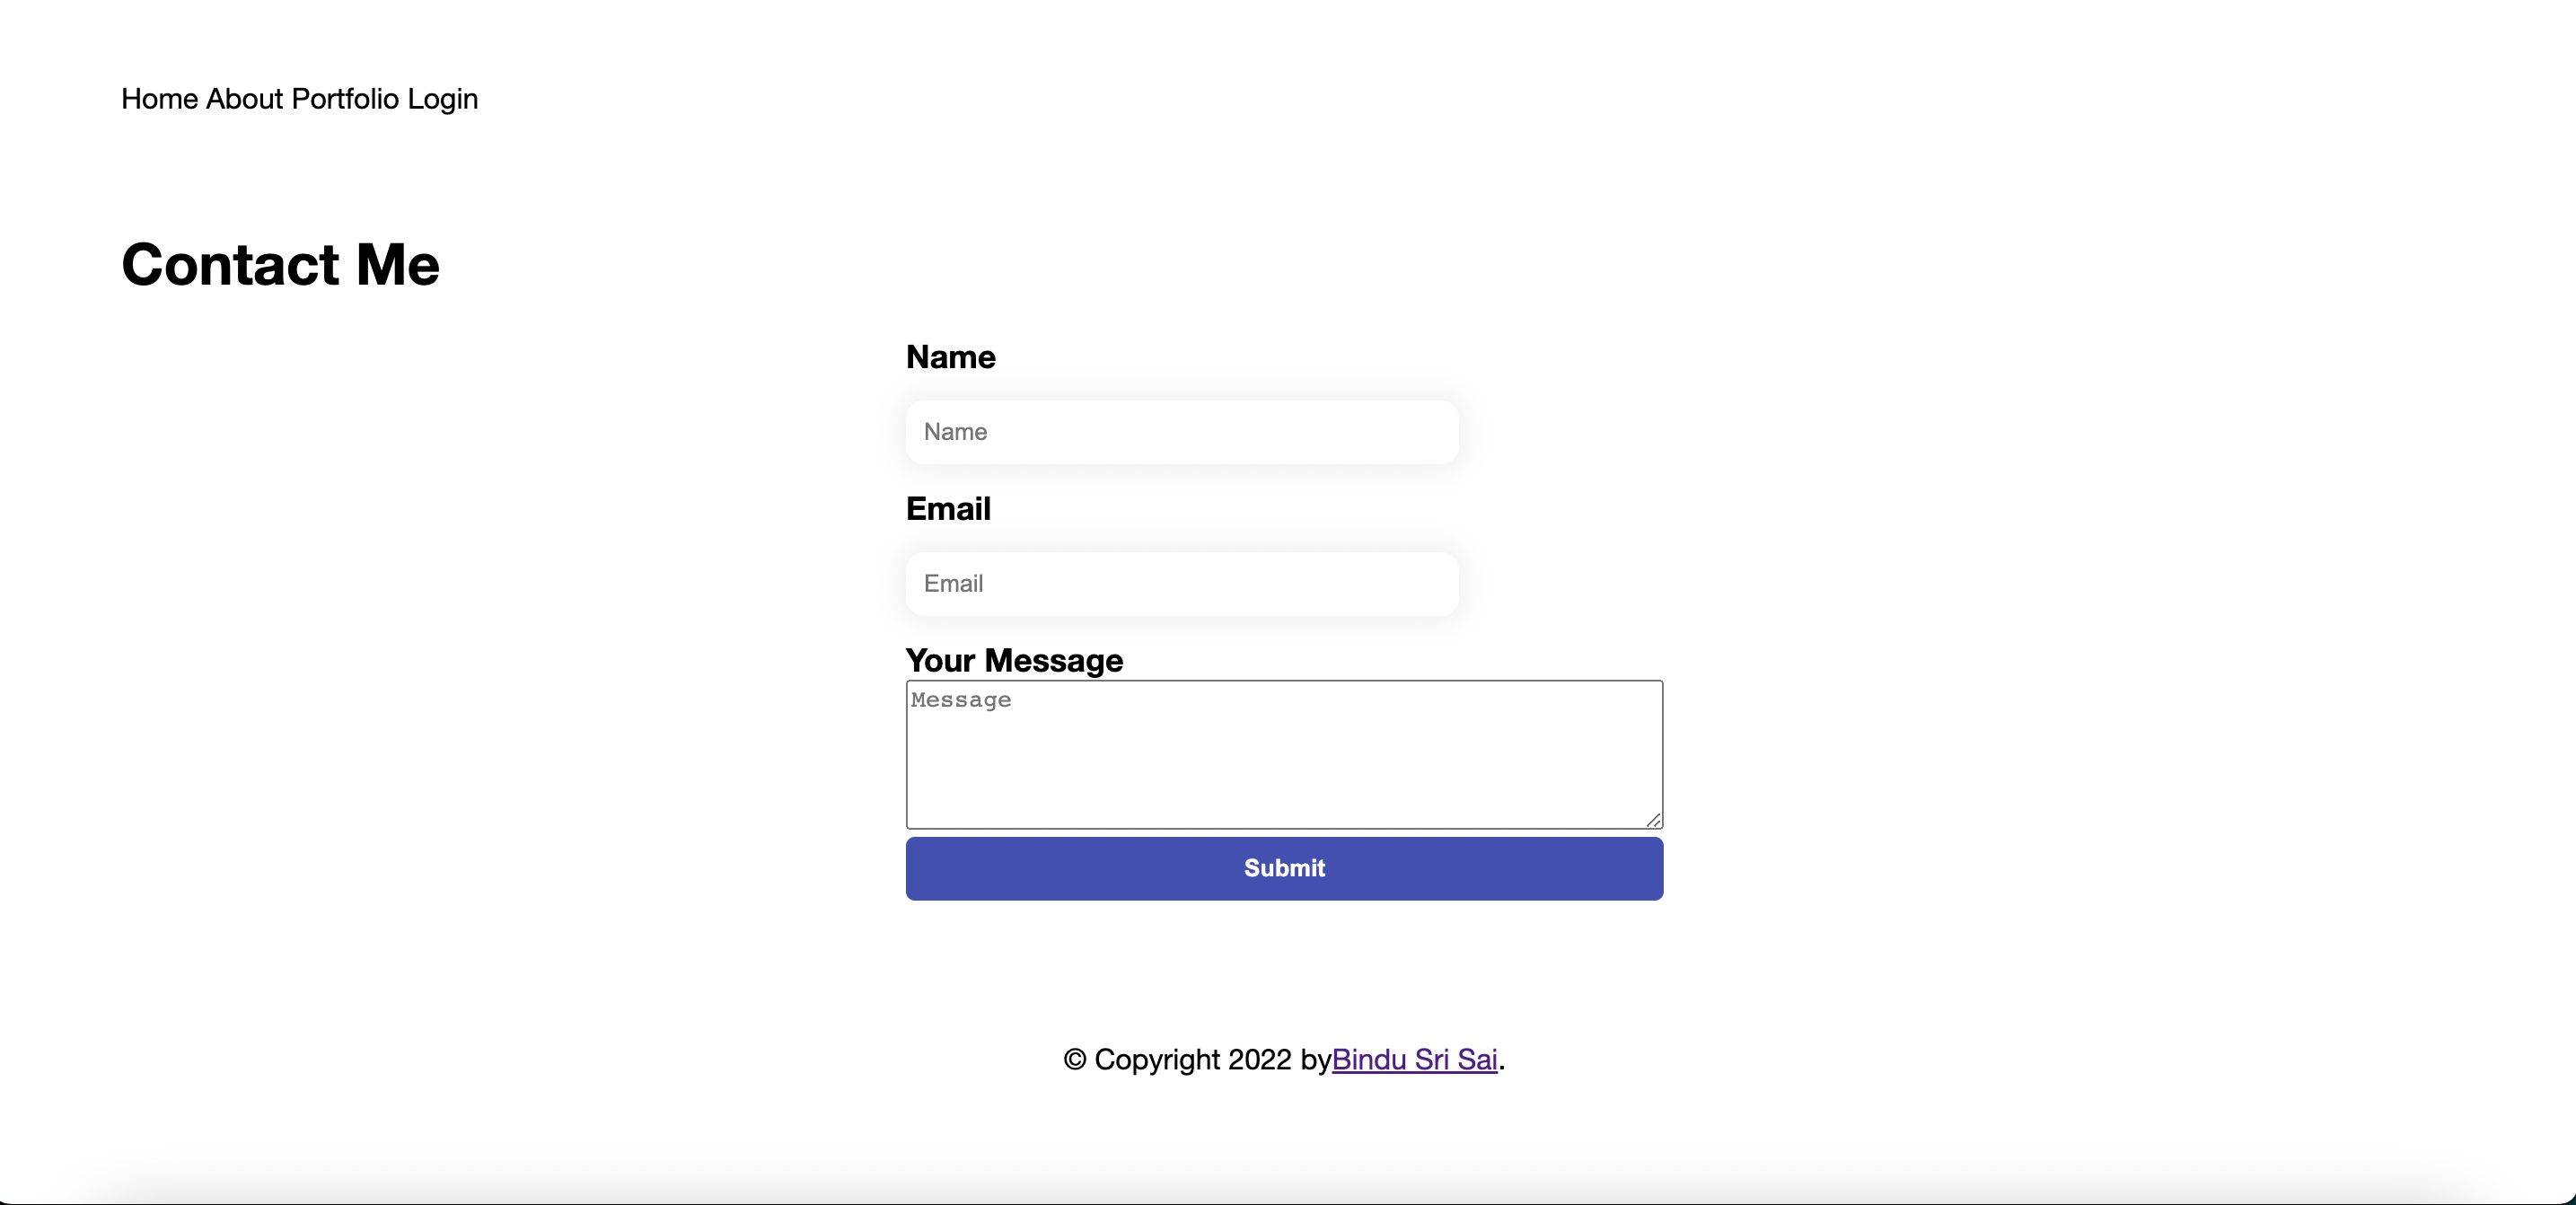 Home About Portfolio Login
Contact Me
Name
Name
Email
Email
Your Message
Message
Submit
© Copyright 2022 byBindu Sri Sai.